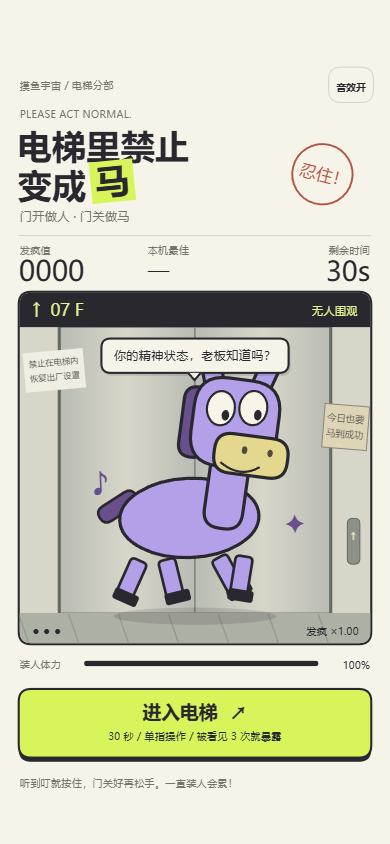 摸鱼宇宙 / 电梯分部
音效开
PLEASE ACT NORMAL.
电梯里禁止
变成 马
忍住!
门开做人 · 门关做马
发疯值
本机最佳
剩余时间
0000
—
30s
↑ 07 F
无人围观
你的精神状态，老板知道吗？
禁止在电梯内
恢复出厂设置
今日也要
马到成功
↑
发疯 ×1.00
装人体力
100%
进入电梯 ↗
30 秒 / 单指操作 / 被看见 3 次就暴露
听到叮就按住，门关好再松手。一直装人会累！